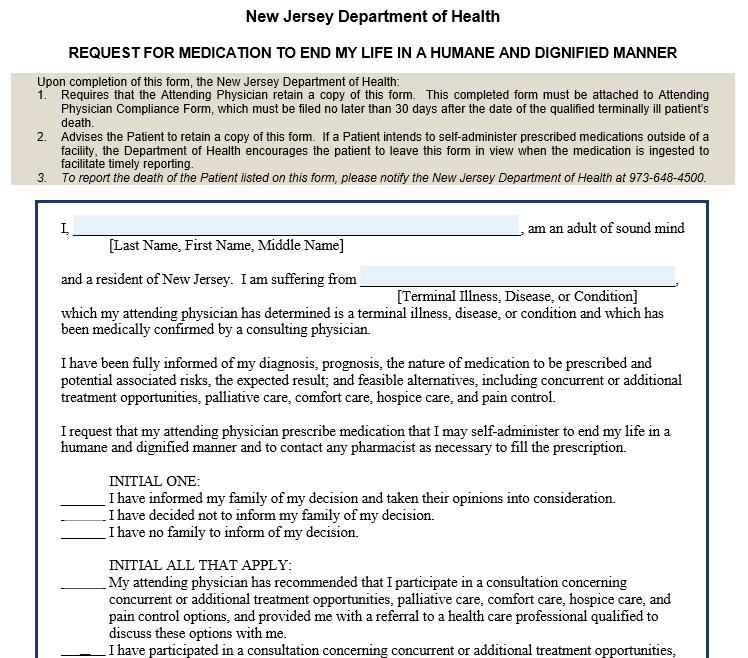 New Jersey Department of Health
REQUEST FOR MEDICATION TO END MY LIFE IN A HUMANE AND DIGNIFIED MANNER
Upon completion of this form, the New Jersey Department of Health:
1. Requires that the Attending Physician retain a copy of this form. This completed form must be attached to Attending
Physician Compliance Form, which must be filed no later than 30 days after the date of the qualified terminally ill patient's
death.
2. Advises the Patient to retain a copy of this form. If a Patient intends to self-administer prescribed medications outside of a
facility, the Department of Health encourages the patient to leave this form in view when the medication is ingested to
facilitate timely reporting.
3. To report the death of the Patient listed on this form, please notify the New Jersey Department of Health at 973-648-4500.
I, , am an adult of sound mind
[Last Name, First Name, Middle Name]
and a resident of New Jersey. I am suffering from ,
[Terminal Illness, Disease, or Condition]
which my attending physician has determined is a terminal illness, disease, or condition and which has
been medically confirmed by a consulting physician.
I have been fully informed of my diagnosis, prognosis, the nature of medication to be prescribed and
potential associated risks, the expected result; and feasible alternatives, including concurrent or additional
treatment opportunities, palliative care, comfort care, hospice care, and pain control.
I request that my attending physician prescribe medication that I may self-administer to end my life in a
humane and dignified manner and to contact any pharmacist as necessary to fill the prescription.
INITIAL ONE:
I have informed my family of my decision and taken their opinions into consideration.
I have decided not to inform my family of my decision.
I have no family to inform of my decision.
INITIAL ALL THAT APPLY:
My attending physician has recommended that I participate in a consultation concerning
concurrent or additional treatment opportunities, palliative care, comfort care, hospice care, and
pain control options, and provided me with a referral to a health care professional qualified to
discuss these options with me.
I have participated in a consultation concerning concurrent or additional treatment opportunities,